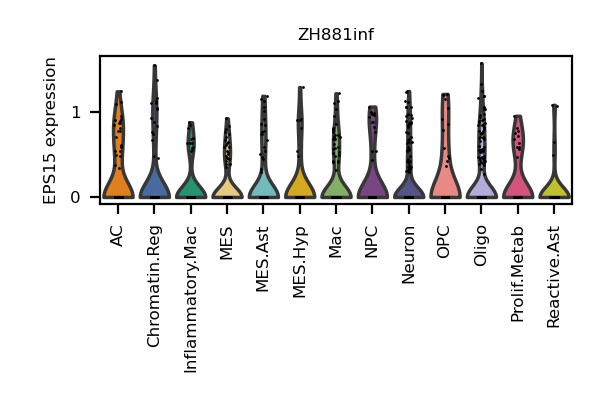 ZH881inf
EPS15 expression
1
0
AC
Chromatin.Reg
Inflammatory.Mac
MES
MES.Ast
MES.Hyp
Mac
NPC
Neuron
OPC
Oligo
Prolif.Metab
Reactive.Ast